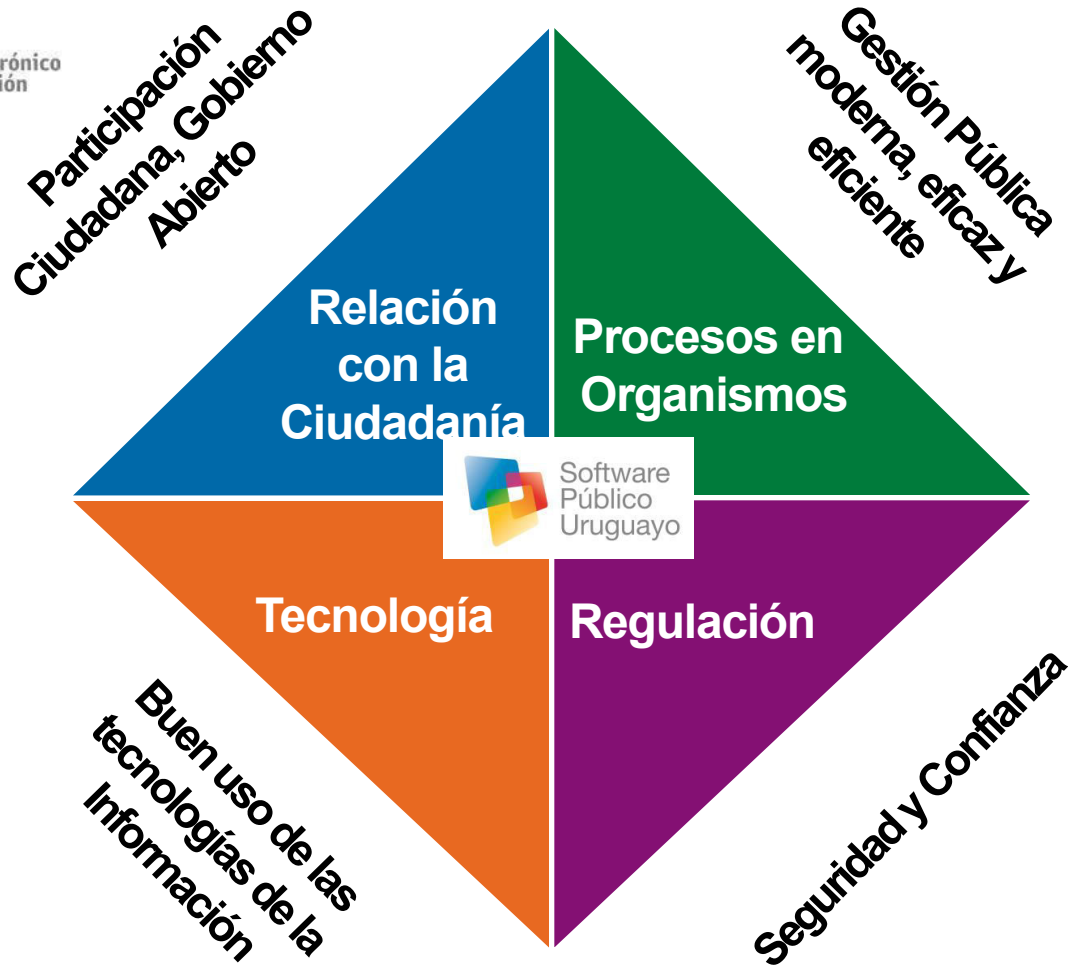 Participación
Ciudadana, Gobierno
Abierto
Gestión Pública
moderna, eficaz y
eficiente
Relación
con la
Ciudadanía
Procesos en
Organismos
Software
Público
Uruguayo
Tecnología
Regulación
Buen uso de las
tecnologías de la
Información
Seguridad y Confianza